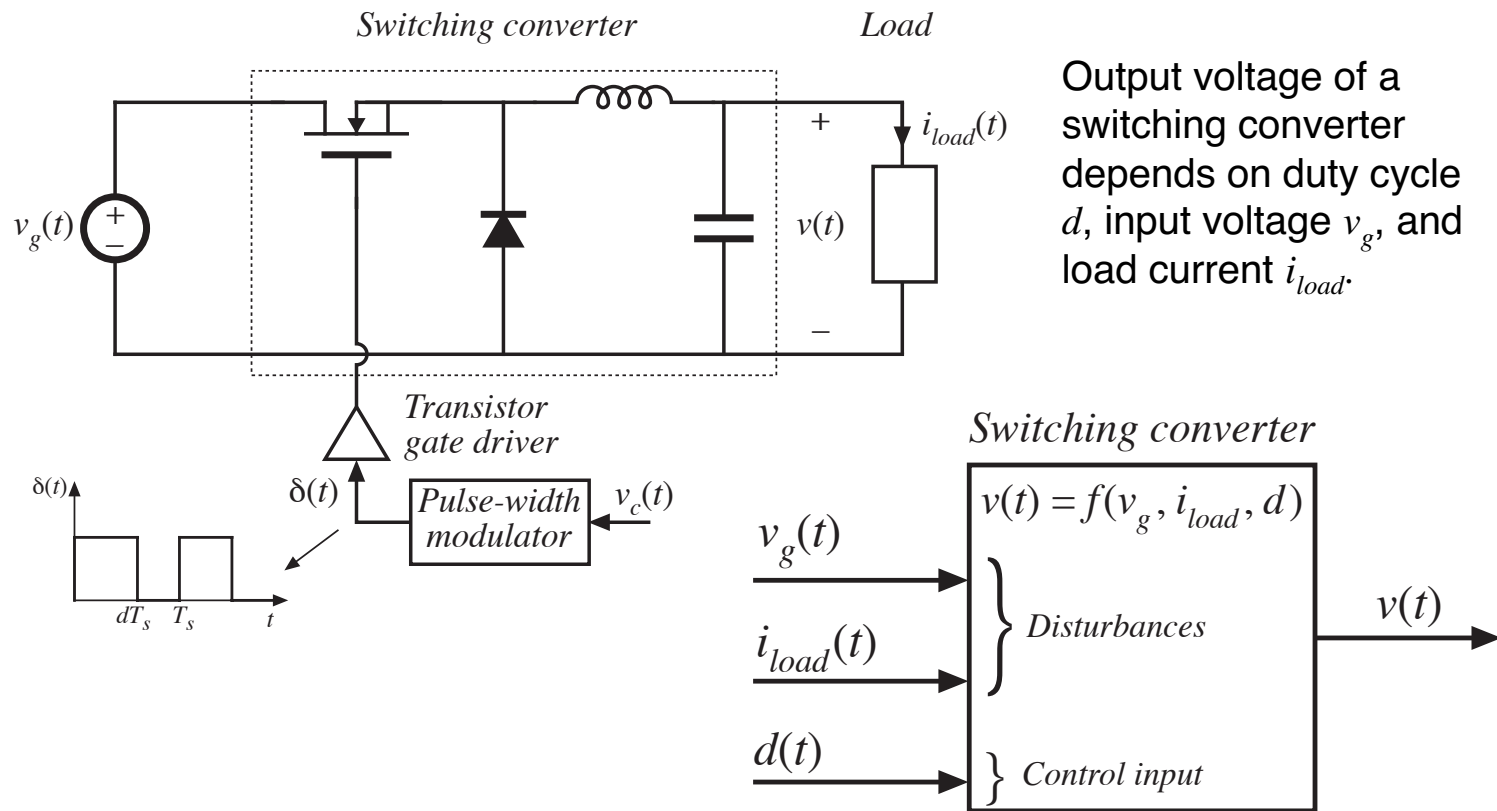 Switching converter
Load
Output voltage of a
switching converter
depends on duty cycle
d, input voltage v_g, and
load current i_load.
+
i_load(t)
v_g(t)
+
–
v(t)
–
Transistor
gate driver
δ(t)
δ(t)
Pulse-width
modulator
v_c(t)
dT_s
T_s
t
Switching converter
v(t) = f(v_g, i_load, d)
v_g(t)
i_load(t)
} Disturbances
v(t)
d(t)
} Control input